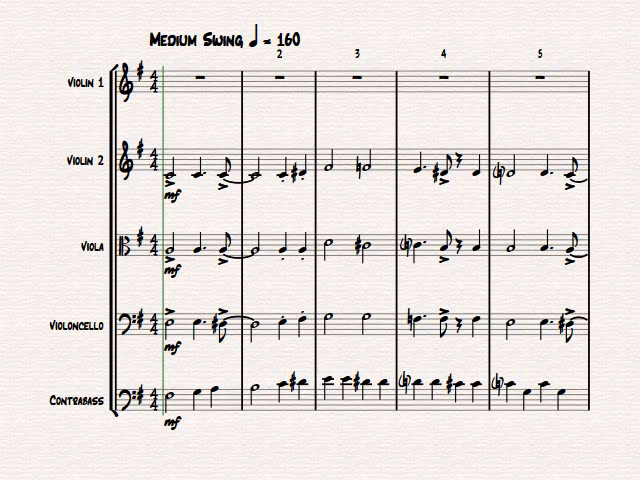 Medium Swing ♩ = 160
2 3 4 5
Violin 1
Violin 2
mf
Viola
mf
Violoncello
mf
Contrabass
mf